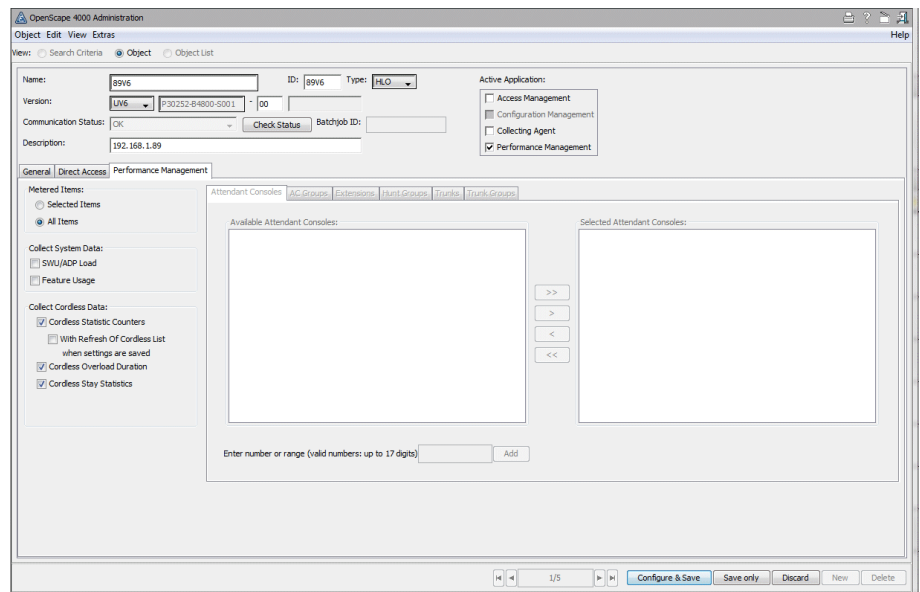 OpenScape 4000 Administration
Object Edit View Extras Help
View: Search Criteria Object Object List
Name: 89V6 ID: 89V6 Type: HLO Active Application:
Access Management
Version: UV6 P30252-B4800-S001 - 00
Configuration Management
Communication Status: OK Check Status Batchjob ID:
Collecting Agent
Description: 192.168.1.89
Performance Management
General Direct Access Performance Management
Metered Items:
Selected Items
All Items
Collect System Data:
SWU/ADP Load
Feature Usage
Collect Cordless Data:
Cordless Statistic Counters
With Refresh Of Cordless List
when settings are saved
Cordless Overload Duration
Cordless Stay Statistics
Attendant Consoles AC Groups Extensions Hunt Groups Trunks Trunk Groups
Available Attendant Consoles: Selected Attendant Consoles:
>>
>
<
<<
Enter number or range (valid numbers: up to 17 digits) Add
1/5 Configure & Save Save only Discard New Delete